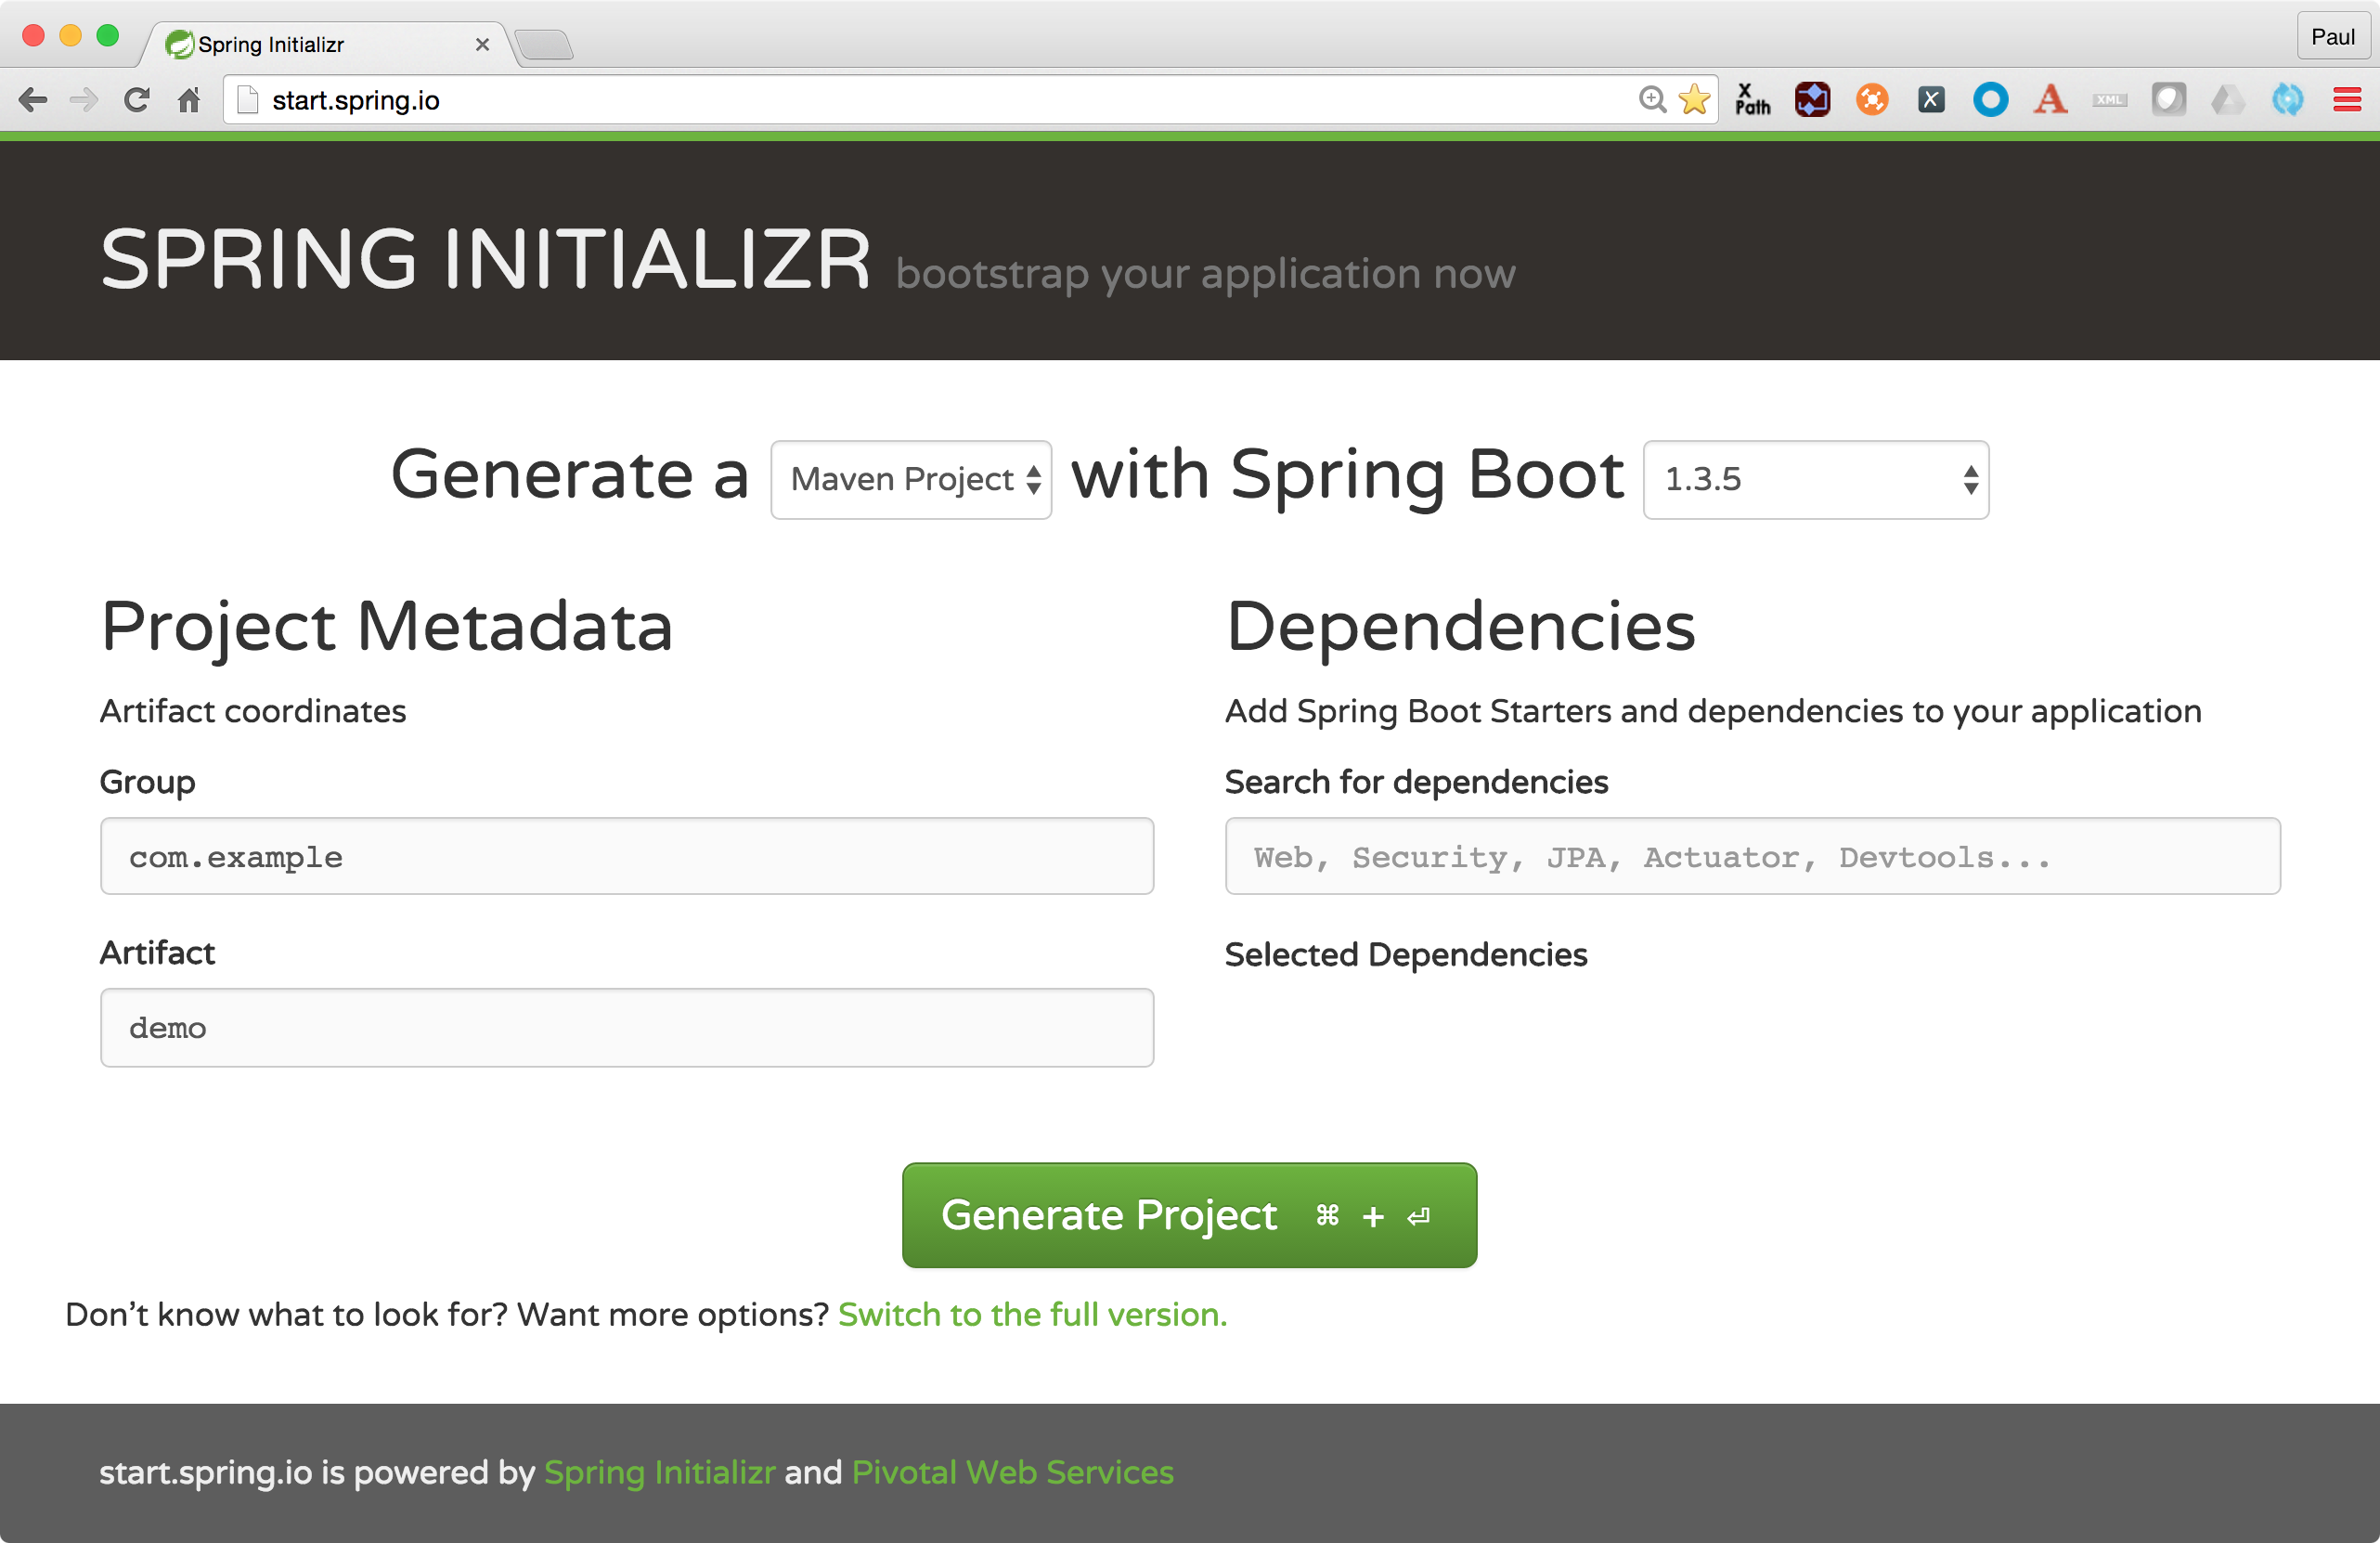 Spring Initializr
Paul
start.spring.io
X
Path
X
A
XML
SPRING INITIALIZR bootstrap your application now
Generate a Maven Project with Spring Boot 1.3.5
Project Metadata
Artifact coordinates
Group
com.example
Artifact
demo
Dependencies
Add Spring Boot Starters and dependencies to your application
Search for dependencies
Web, Security, JPA, Actuator, Devtools...
Selected Dependencies
Generate Project ⌘ + ⏎
Don’t know what to look for? Want more options? Switch to the full version.
start.spring.io is powered by Spring Initializr and Pivotal Web Services